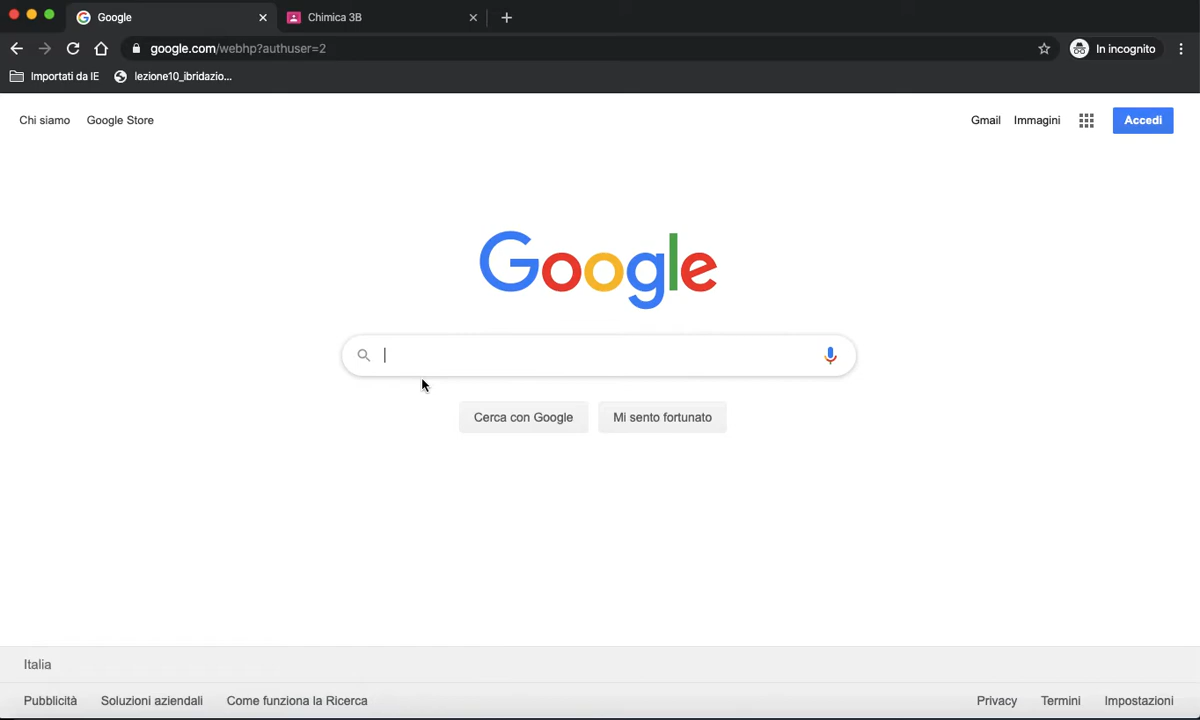 Google
Chimica 3B
google.com/webhp?authuser=2
In incognito
Importati da IE
lezione10_ibridazio...
Chi siamo
Google Store
Gmail
Immagini
Accedi
Google
Cerca con Google
Mi sento fortunato
Italia
Pubblicità
Soluzioni aziendali
Come funziona la Ricerca
Privacy
Termini
Impostazioni